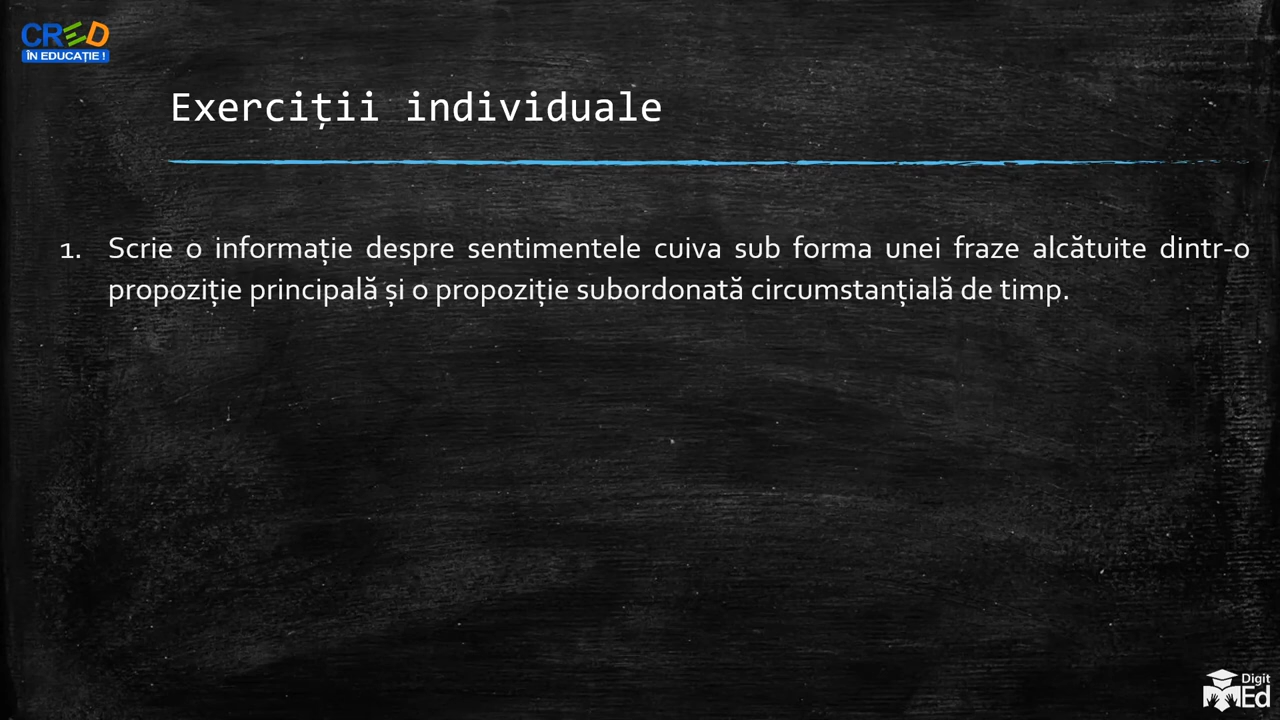 CRED
ÎN EDUCAȚIE !
Exerciții individuale
1. Scrie o informație despre sentimentele cuiva sub forma unei fraze alcătuite dintr-o
propoziție principală și o propoziție subordonată circumstanțială de timp.
Digit
Ed